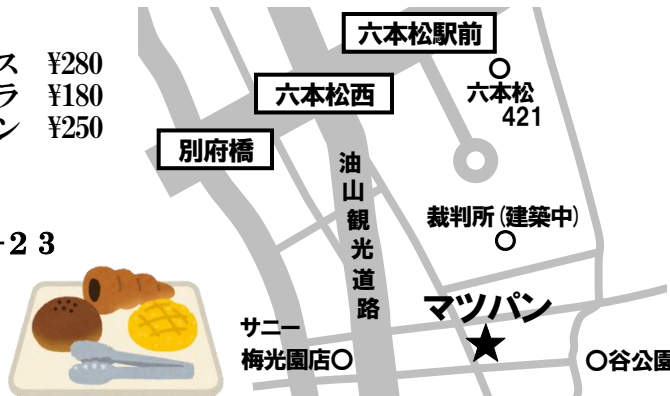 ス ¥280
ラ ¥180
ン ¥250
-23
六本松駅前
六本松
421
六本松西
別府橋
油山観光道路
裁判所(建築中)
マツパン
サニー
梅光園店
谷公園